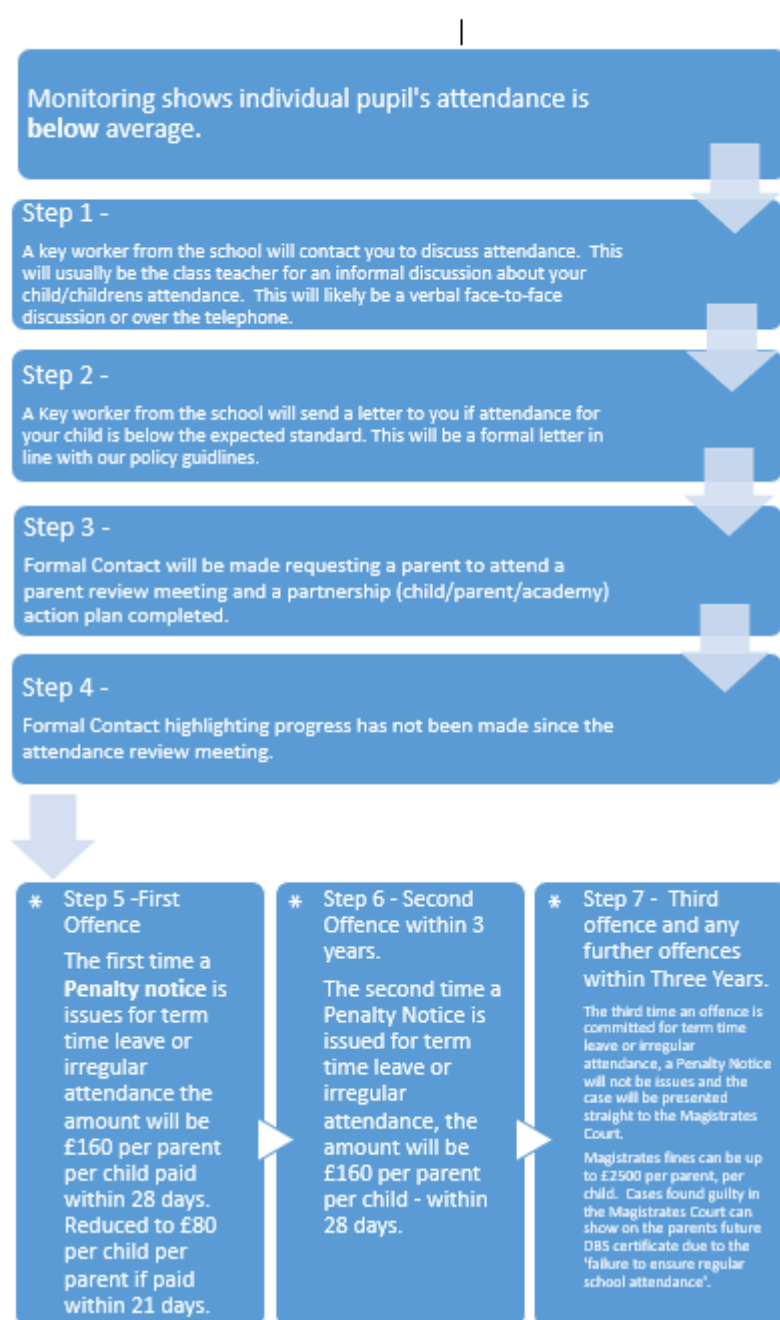 Monitoring shows individual pupil's attendance is
below average.
Step 1 -
A key worker from the school will contact you to discuss attendance. This
will usually be the class teacher for an informal discussion about your
child/childrens attendance. This will likely be a verbal face-to-face
discussion or over the telephone.
Step 2 -
A Key worker from the school will send a letter to you if attendance for
your child is below the expected standard. This will be a formal letter in
line with our policy guidlines.
Step 3 -
Formal Contact will be made requesting a parent to attend a
parent review meeting and a partnership (child/parent/academy)
action plan completed.
Step 4 -
Formal Contact highlighting progress has not been made since the
attendance review meeting.
* Step 5 -First
Offence
The first time a
Penalty notice is
issues for term
time leave or
irregular
attendance the
amount will be
£160 per parent
per child paid
within 28 days.
Reduced to £80
per child per
parent if paid
within 21 days.
* Step 6 - Second
Offence within 3
years.
The second time a
Penalty Notice is
issued for term
time leave or
irregular
attendance, the
amount will be
£160 per parent
per child - within
28 days.
* Step 7 - Third
offence and any
further offences
within Three Years.
The third time an offence is
committed for term time
leave or irregular
attendance, a Penalty Notice
will not be issues and the
case will be presented
straight to the Magistrates
Court.
Magistrates fines can be up
to £2500 per parent, per
child. Cases found guilty in
the Magistrates Court can
show on the parents future
DBS certificate due to the
'failure to ensure regular
school attendance'.